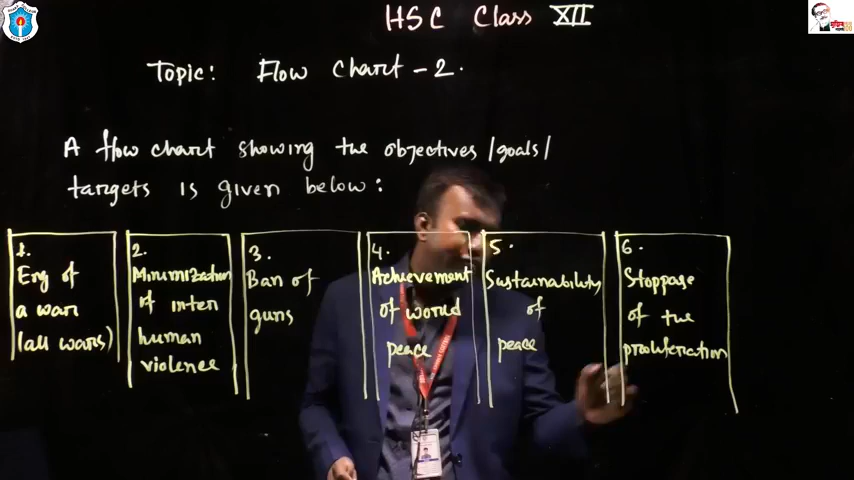 HSC Class XII
Topic: Flow Chart - 2.
A flow chart showing the objectives/goals/
targets is given below:
1.
Eng of
a war
(all wars)
2.
Minimization
of inter
human
violence
3.
Ban of
guns
4.
Achievement
of world
peace
5.
Sustainability
of
peace
6.
Stoppase
of the
proliferation